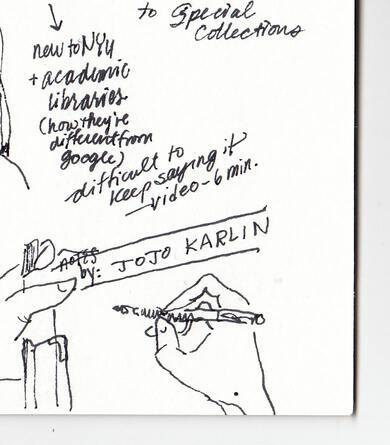 to Special
Collections
new to NYU
+ academic
libraries
(how they're
different from
google)
difficult to
keep saying it
—video-6 min.
NOTES
by: JOJO KARLIN